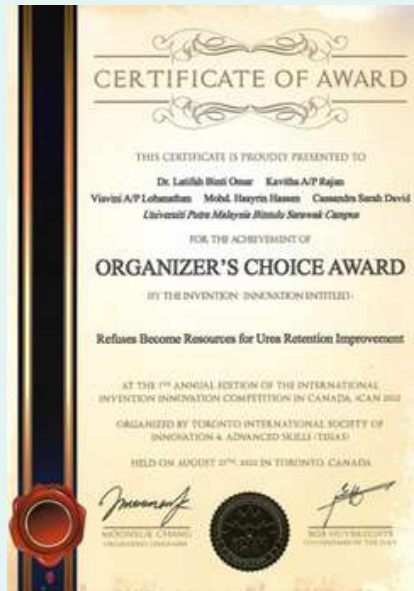 CERTIFICATE OF AWARD
THIS CERTIFICATE IS PROUDLY PRESENTED TO
Dr. Latifah Binti Omar Kavitha A/P Rajan
Viavini A/P Lobanathan Mohd. Hasyrin Hassan Cassandra Sarah David
Universiti Putra Malaysia Bintulu Sarawak Campus
FOR THE ACHIEVEMENT OF
ORGANIZER'S CHOICE AWARD
BY THE INVENTION INNOVATION ENTITLED:
Refuses Become Resources for Urea Retention Improvement
AT THE 7TH ANNUAL EDITION OF THE INTERNATIONAL
INVENTION INNOVATION COMPETITION IN CANADA, iCAN 2022
ORGANIZED BY TORONTO INTERNATIONAL SOCIETY OF
INNOVATION & ADVANCED SKILLS (TISIAS)
HELD ON AUGUST 27TH, 2022 IN TORONTO, CANADA
MOONSUK CHANG